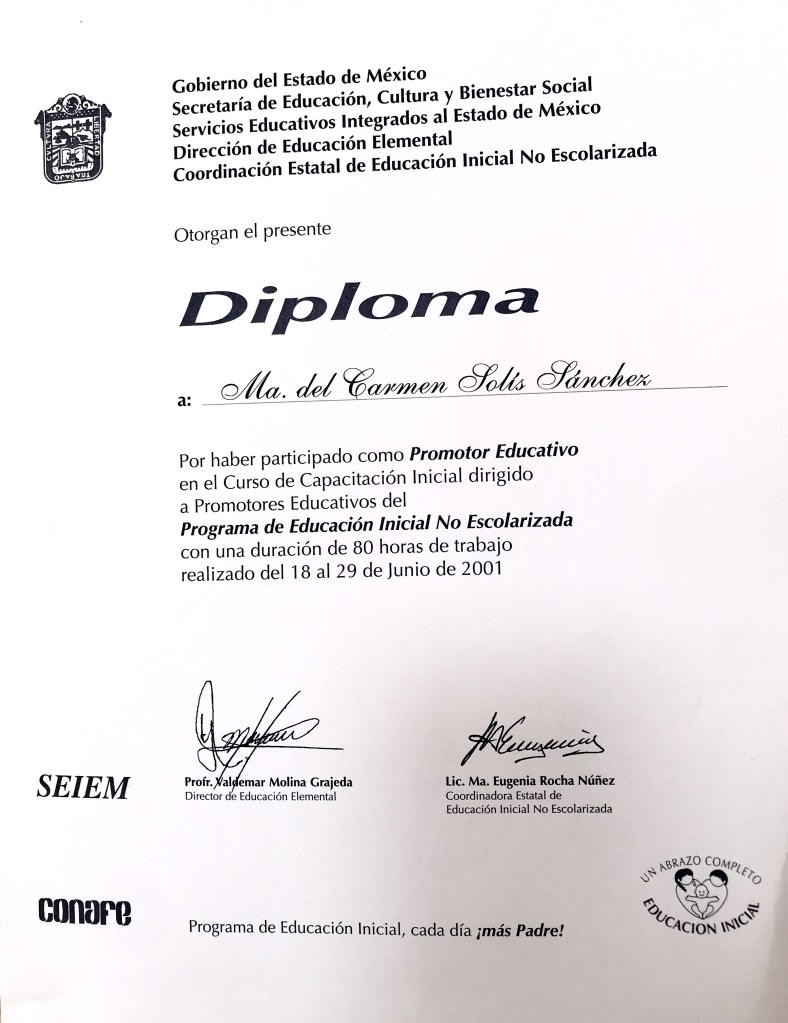 Gobierno del Estado de México
Secretaría de Educación, Cultura y Bienestar Social
Servicios Educativos Integrados al Estado de México
Dirección de Educación Elemental
Coordinación Estatal de Educación Inicial No Escolarizada
CULTURA
LIBERTAD
TRABAJO
Otorgan el presente
Diploma
a: Ma. del Carmen Solís Sánchez
Por haber participado como Promotor Educativo
en el Curso de Capacitación Inicial dirigido
a Promotores Educativos del
Programa de Educación Inicial No Escolarizada
con una duración de 80 horas de trabajo
realizado del 18 al 29 de Junio de 2001
SEIEM
Profr. Valdemar Molina Grajeda
Director de Educación Elemental
Lic. Ma. Eugenia Rocha Núñez
Coordinadora Estatal de
Educación Inicial No Escolarizada
conafe
Programa de Educación Inicial, cada día ¡más Padre!
UN ABRAZO COMPLETO
EDUCACION INICIAL